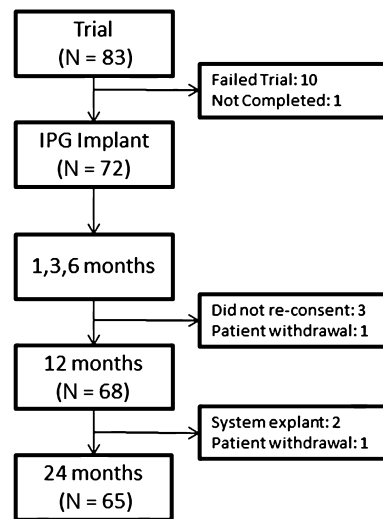 Trial
(N = 83)
Failed Trial: 10
Not Completed: 1
IPG Implant
(N = 72)
1,3,6 months
Did not re-consent: 3
Patient withdrawal: 1
12 months
(N = 68)
System explant: 2
Patient withdrawal: 1
24 months
(N = 65)